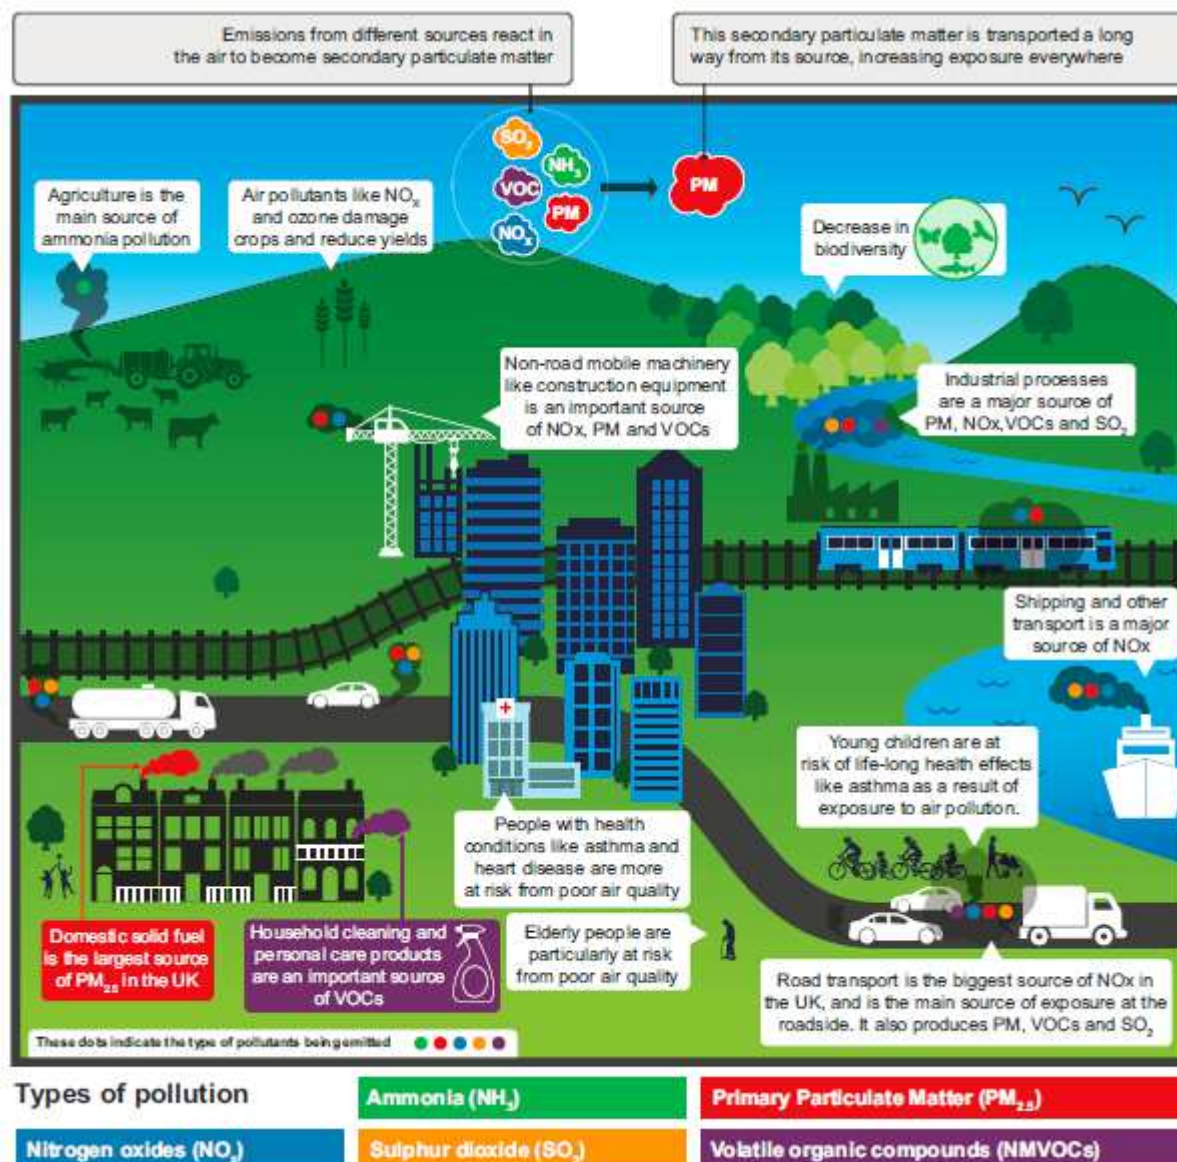 Emissions from different sources react in
the air to become secondary particulate matter
This secondary particulate matter is transported a long
way from its source, increasing exposure everywhere
SO₂
NH₃
VOC
PM
NOₓ
PM
Agriculture is the
main source of
ammonia pollution
Air pollutants like NOₓ
and ozone damage
crops and reduce yields
Decrease in
biodiversity
Non-road mobile machinery
like construction equipment
is an important source
of NOx, PM and VOCs
Industrial processes
are a major source of
PM, NOx,VOCs and SO₂
Shipping and other
transport is a major
source of NOx
Young children are at
risk of life-long health effects
like asthma as a result of
exposure to air pollution.
People with health
conditions like asthma and
heart disease are more
at risk from poor air quality
Domestic solid fuel
is the largest source
of PM₂.₅ in the UK
Household cleaning and
personal care products
are an important source
of VOCs
Elderly people are
particularly at risk
from poor air quality
Road transport is the biggest source of NOx in
the UK, and is the main source of exposure at the
roadside. It also produces PM, VOCs and SO₂
These dots indicate the type of pollutants being emitted
Types of pollution
Ammonia (NH₃)
Primary Particulate Matter (PM₂.₅)
Nitrogen oxides (NOₓ)
Sulphur dioxide (SO₂)
Volatile organic compounds (NMVOCs)